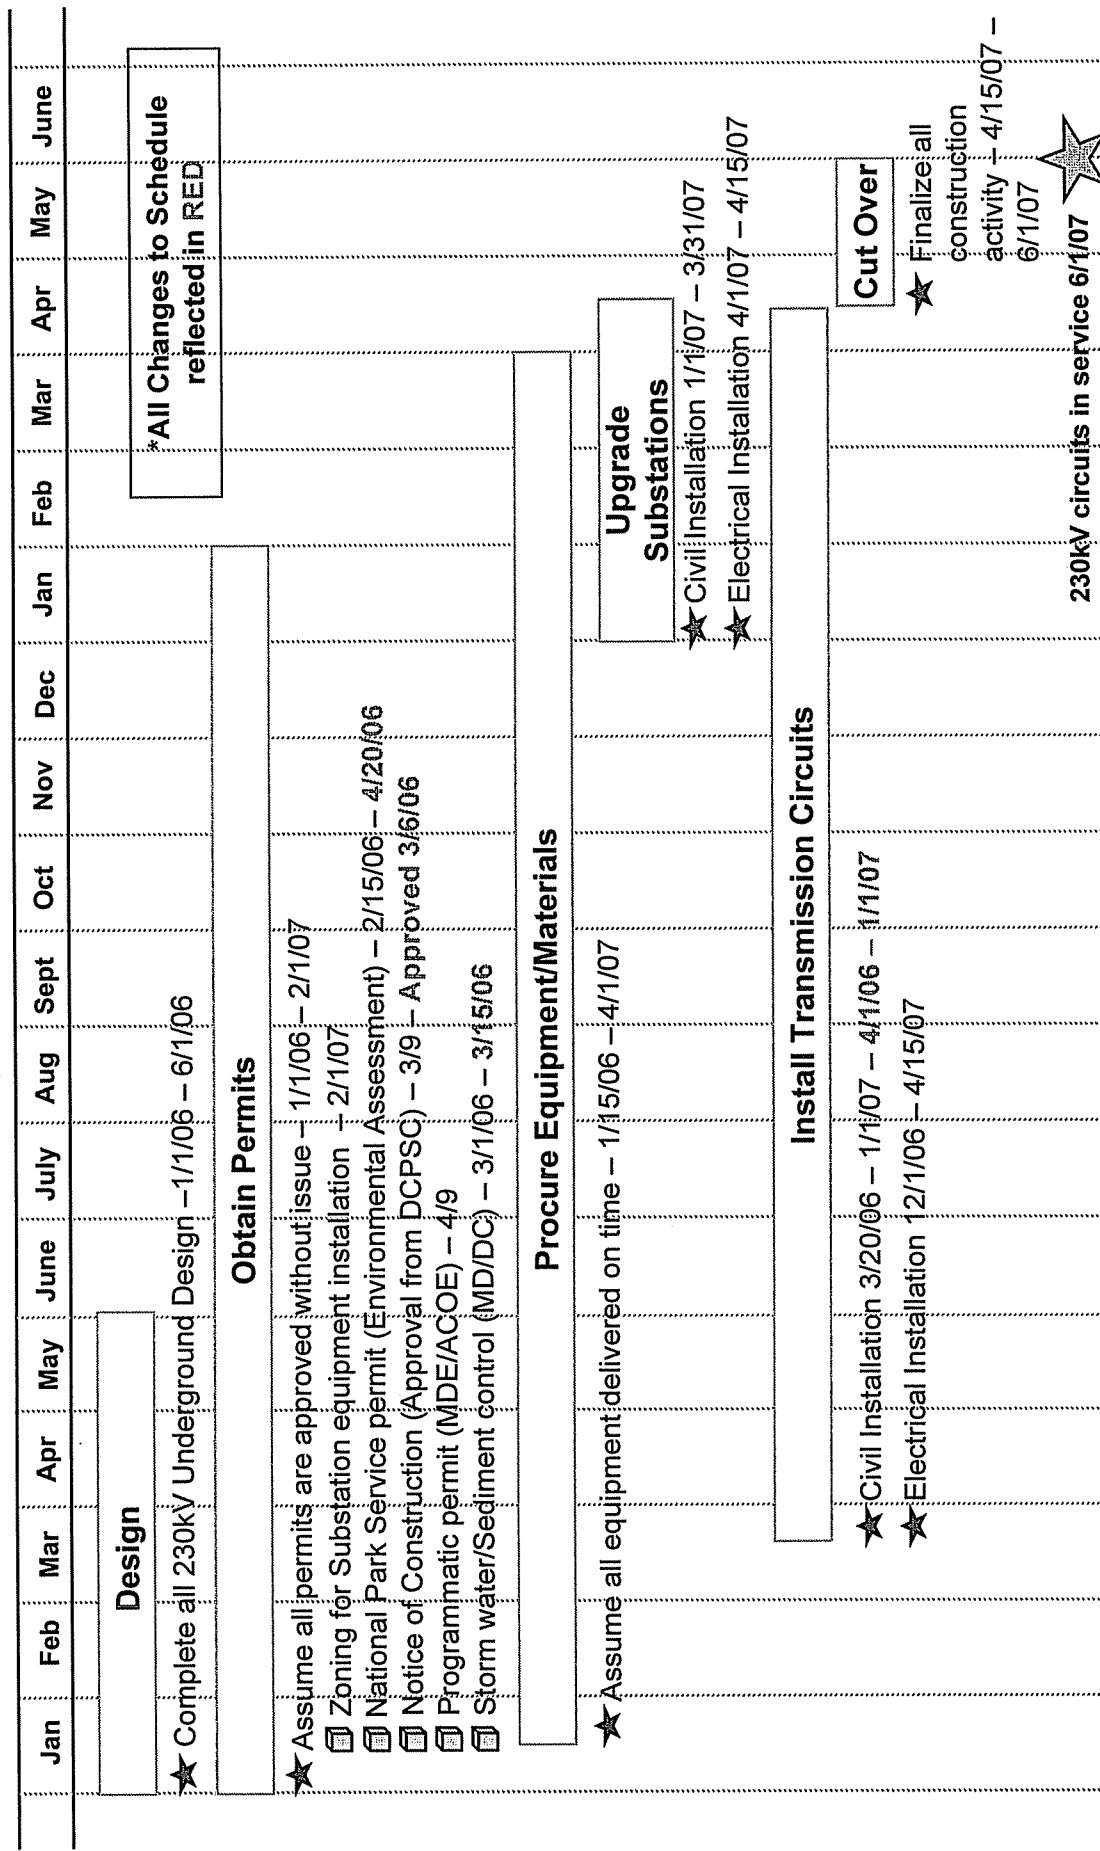 Jan Feb Mar Apr May June July Aug Sept Oct Nov Dec Jan Feb Mar Apr May June
*All Changes to Schedule
reflected in RED
Design
Complete all 230kV Underground Design –1/1/06 – 6/1/06
Obtain Permits
Assume all permits are approved without issue – 1/1/06 – 2/1/07
Zoning for Substation equipment installation – 2/1/07
National Park Service permit (Environmental Assessment) – 2/15/06 – 4/20/06
Notice of Construction (Approval from DCPSC) – 3/9 – Approved 3/6/06
Programmatic permit (MDE/ACOE) – 4/9
Storm water/Sediment control (MD/DC) – 3/1/06 – 3/15/06
Procure Equipment/Materials
Assume all equipment delivered on time – 1/15/06 – 4/1/07
Upgrade
Substations
Civil Installation 1/1/07 – 3/31/07
Electrical Installation 4/1/07 – 4/15/07
Install Transmission Circuits
Civil Installation 3/20/06 – 1/1/07 – 4/1/06 – 1/1/07
Electrical Installation 12/1/06 – 4/15/07
Cut Over
Finalize all
construction
activity – 4/15/07 –
6/1/07
230kV circuits in service 6/1/07